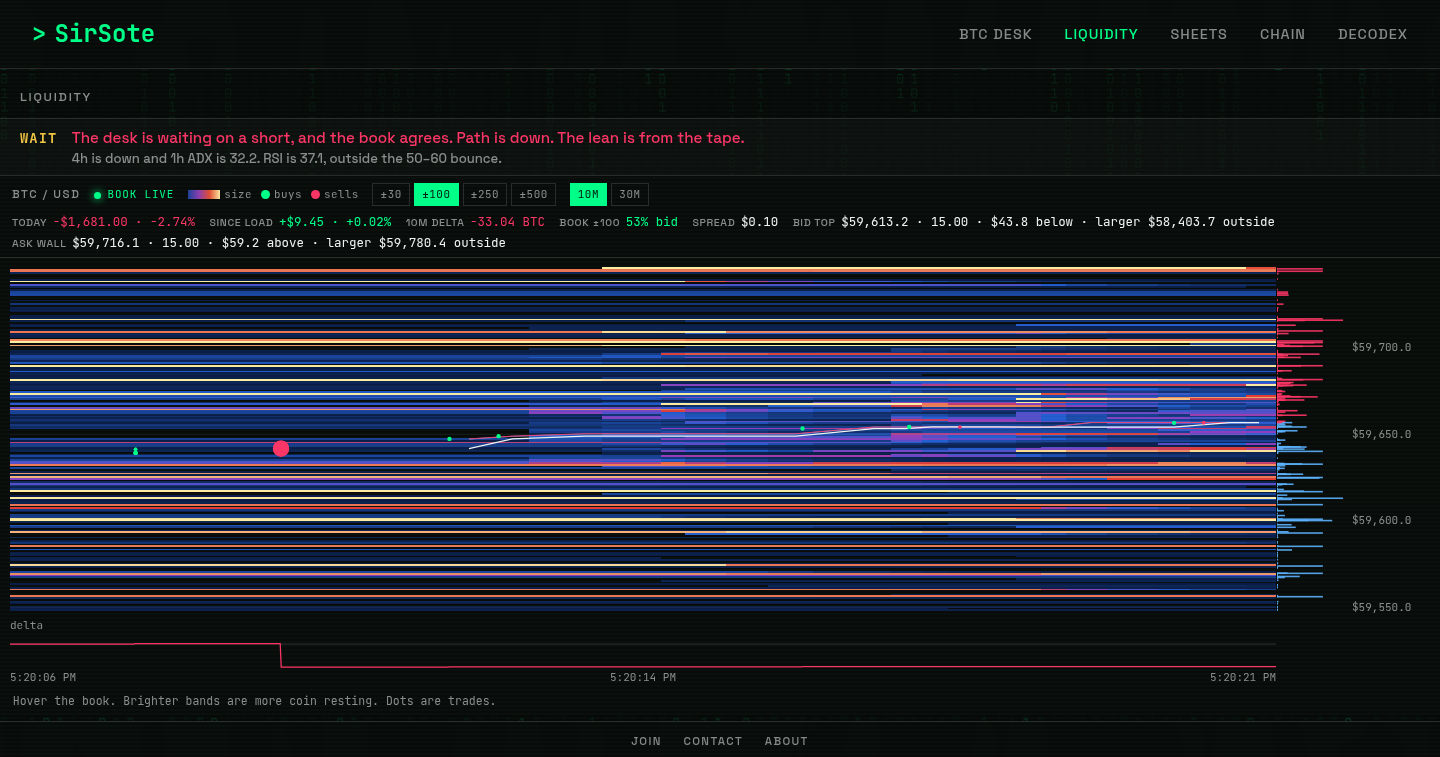 > SirSote
BTC DESK LIQUIDITY SHEETS CHAIN DECODEX
LIQUIDITY
WAIT The desk is waiting on a short, and the book agrees. Path is down. The lean is from the tape.
4h is down and 1h ADX is 32.2. RSI is 37.1, outside the 50–60 bounce.
BTC / USD BOOK LIVE size buys sells ±30 ±100 ±250 ±500 10M 30M
TODAY -$1,681.00 · -2.74% SINCE LOAD +$9.45 · +0.02% 10M DELTA -33.04 BTC BOOK ±100 53% bid SPREAD $0.10 BID TOP $59,613.2 · 15.00 · $43.8 below · larger $58,403.7 outside
ASK WALL $59,716.1 · 15.00 · $59.2 above · larger $59,780.4 outside
$59,700.0
$59,650.0
$59,600.0
$59,550.0
delta
5:20:06 PM 5:20:14 PM 5:20:21 PM
Hover the book. Brighter bands are more coin resting. Dots are trades.
JOIN CONTACT ABOUT